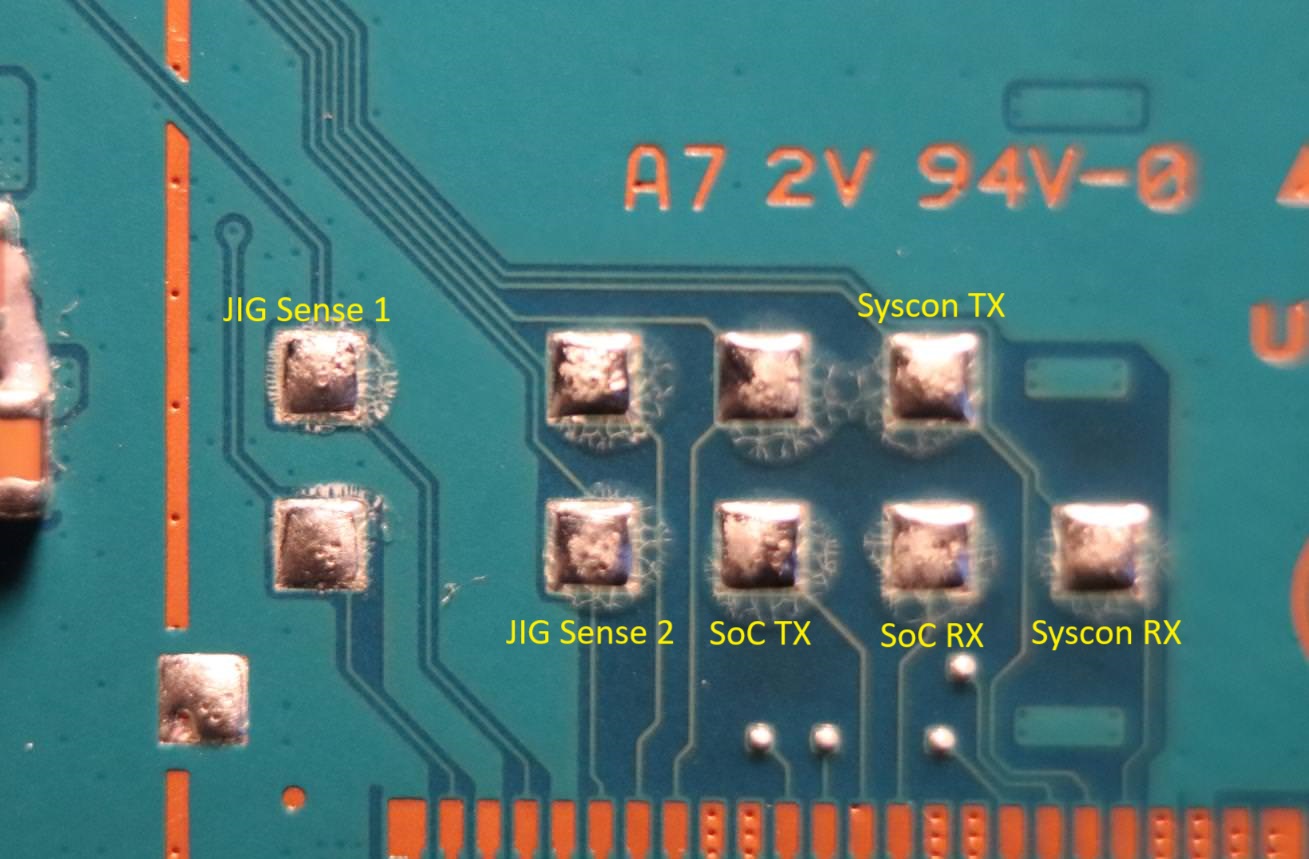 A7 2V 94V-0
JIG Sense 1
Syscon TX
JIG Sense 2
SoC TX
SoC RX
Syscon RX